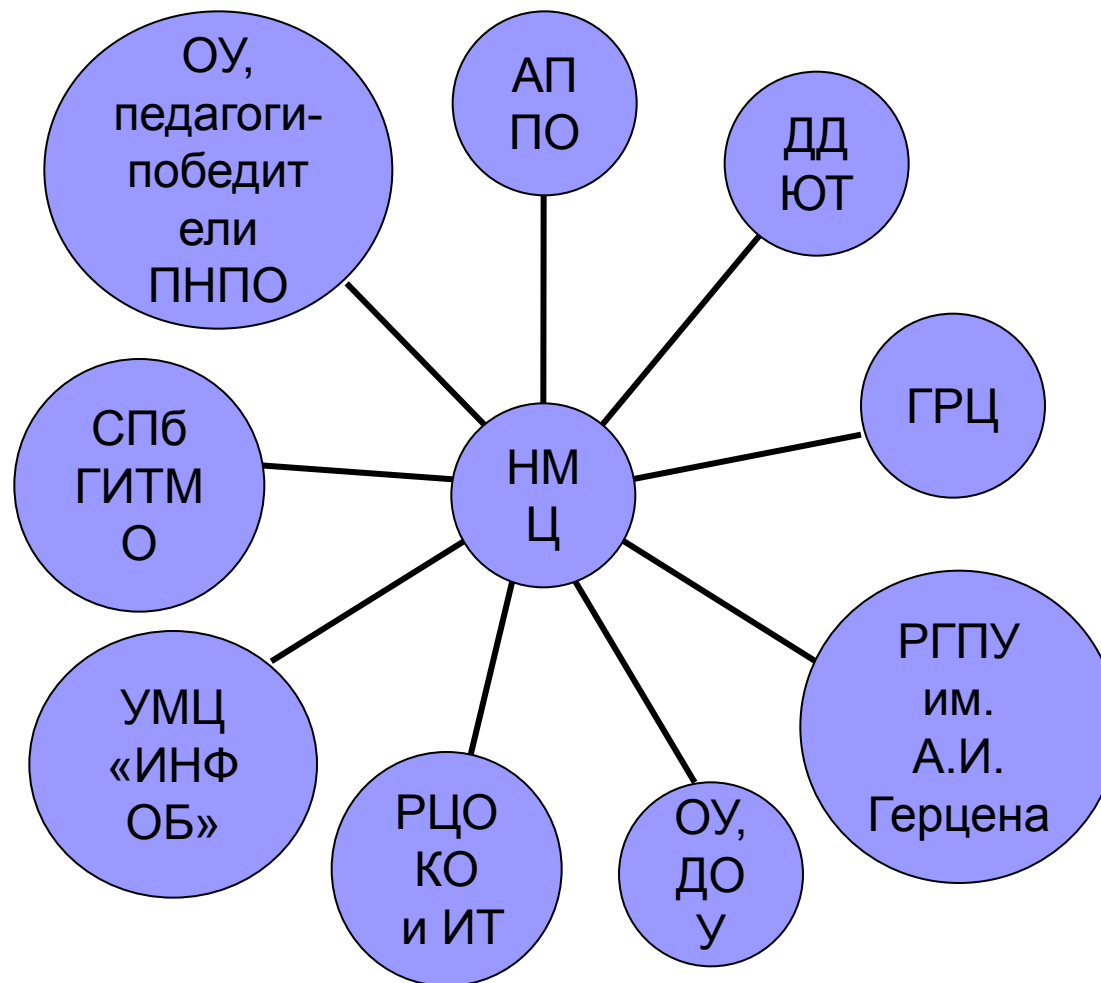 ОУ,
педагоги-
победит
ели
ПНПО
АП
ПО
ДД
ЮТ
ГРЦ
СПб
ГИТМ
О
НМ
Ц
РГПУ
им.
А.И.
Герцена
УМЦ
«ИНФ
ОБ»
РЦО
КО
и ИТ
ОУ,
ДО
У